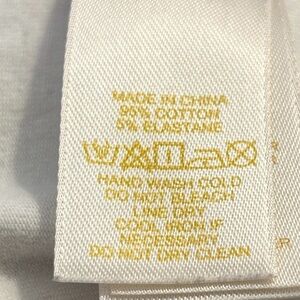 MADE IN CHINA
95% COTTON
5% ELASTANE
HAND WASH COLD
DO NOT BLEACH
LINE DRY
COOL IRON IF
NECESSARY
DO NOT DRY CLEAN